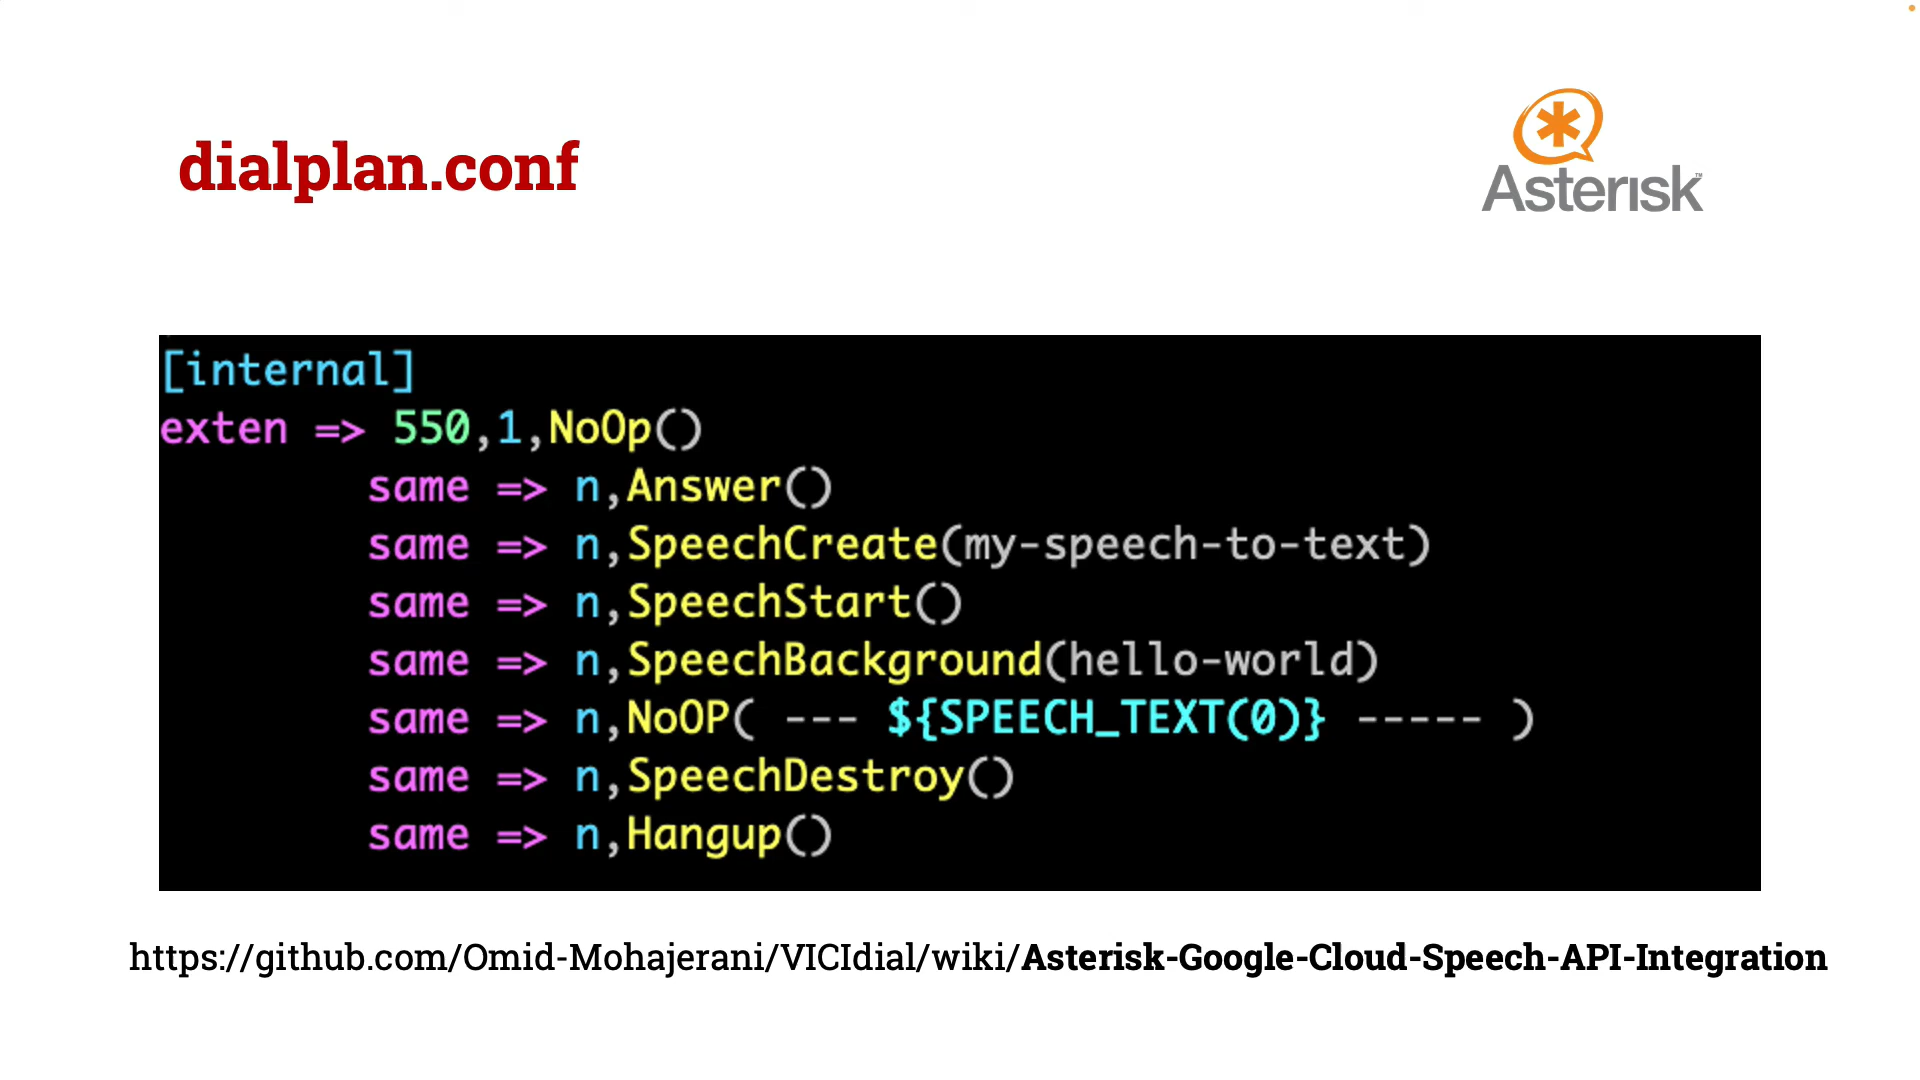 dialplan.conf
Asterisk™
[internal]
exten => 550,1,NoOp()
same => n,Answer()
same => n,SpeechCreate(my-speech-to-text)
same => n,SpeechStart()
same => n,SpeechBackground(hello-world)
same => n,NoOP( --- ${SPEECH_TEXT(0)} ----- )
same => n,SpeechDestroy()
same => n,Hangup()
https://github.com/Omid-Mohajerani/VICIdial/wiki/Asterisk-Google-Cloud-Speech-API-Integration